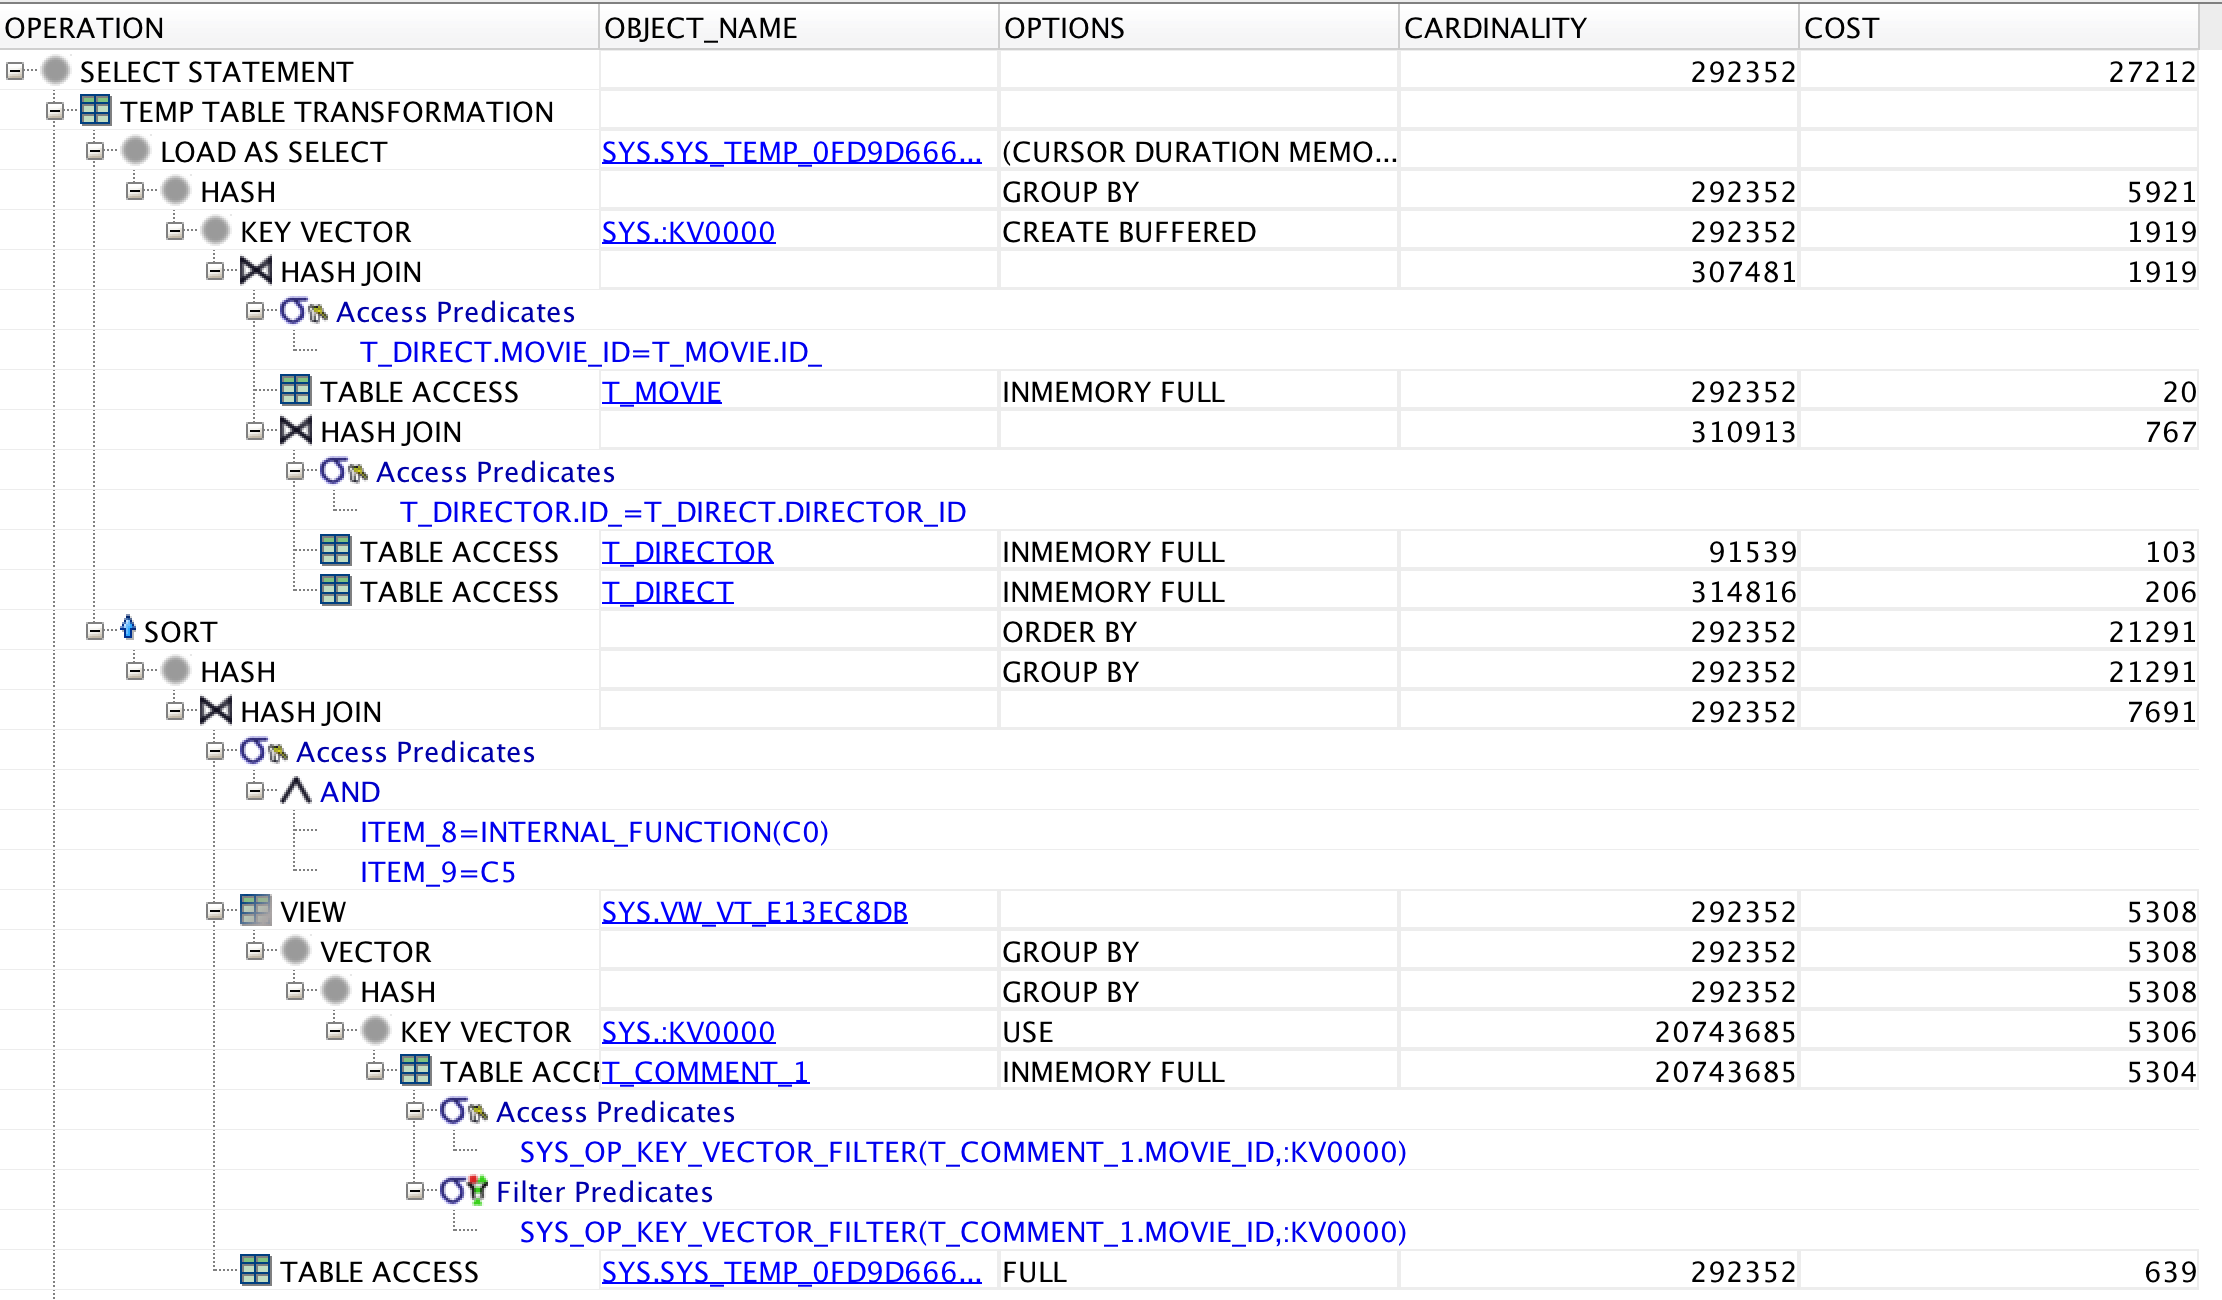 OPERATION OBJECT_NAME OPTIONS CARDINALITY COST
SELECT STATEMENT 292352 27212
TEMP TABLE TRANSFORMATION
LOAD AS SELECT SYS.SYS_TEMP_0FD9D666... (CURSOR DURATION MEMO...
HASH GROUP BY 292352 5921
KEY VECTOR SYS.:KV0000 CREATE BUFFERED 292352 1919
HASH JOIN 307481 1919
Access Predicates
T_DIRECT.MOVIE_ID=T_MOVIE.ID_
TABLE ACCESS T_MOVIE INMEMORY FULL 292352 20
HASH JOIN 310913 767
Access Predicates
T_DIRECTOR.ID_=T_DIRECT.DIRECTOR_ID
TABLE ACCESS T_DIRECTOR INMEMORY FULL 91539 103
TABLE ACCESS T_DIRECT INMEMORY FULL 314816 206
SORT ORDER BY 292352 21291
HASH GROUP BY 292352 21291
HASH JOIN 292352 7691
Access Predicates
AND
ITEM_8=INTERNAL_FUNCTION(C0)
ITEM_9=C5
VIEW SYS.VW_VT_E13EC8DB 292352 5308
VECTOR GROUP BY 292352 5308
HASH GROUP BY 292352 5308
KEY VECTOR SYS.:KV0000 USE 20743685 5306
TABLE ACCE T_COMMENT_1 INMEMORY FULL 20743685 5304
Access Predicates
SYS_OP_KEY_VECTOR_FILTER(T_COMMENT_1.MOVIE_ID,:KV0000)
Filter Predicates
SYS_OP_KEY_VECTOR_FILTER(T_COMMENT_1.MOVIE_ID,:KV0000)
TABLE ACCESS SYS.SYS_TEMP_0FD9D666... FULL 292352 639